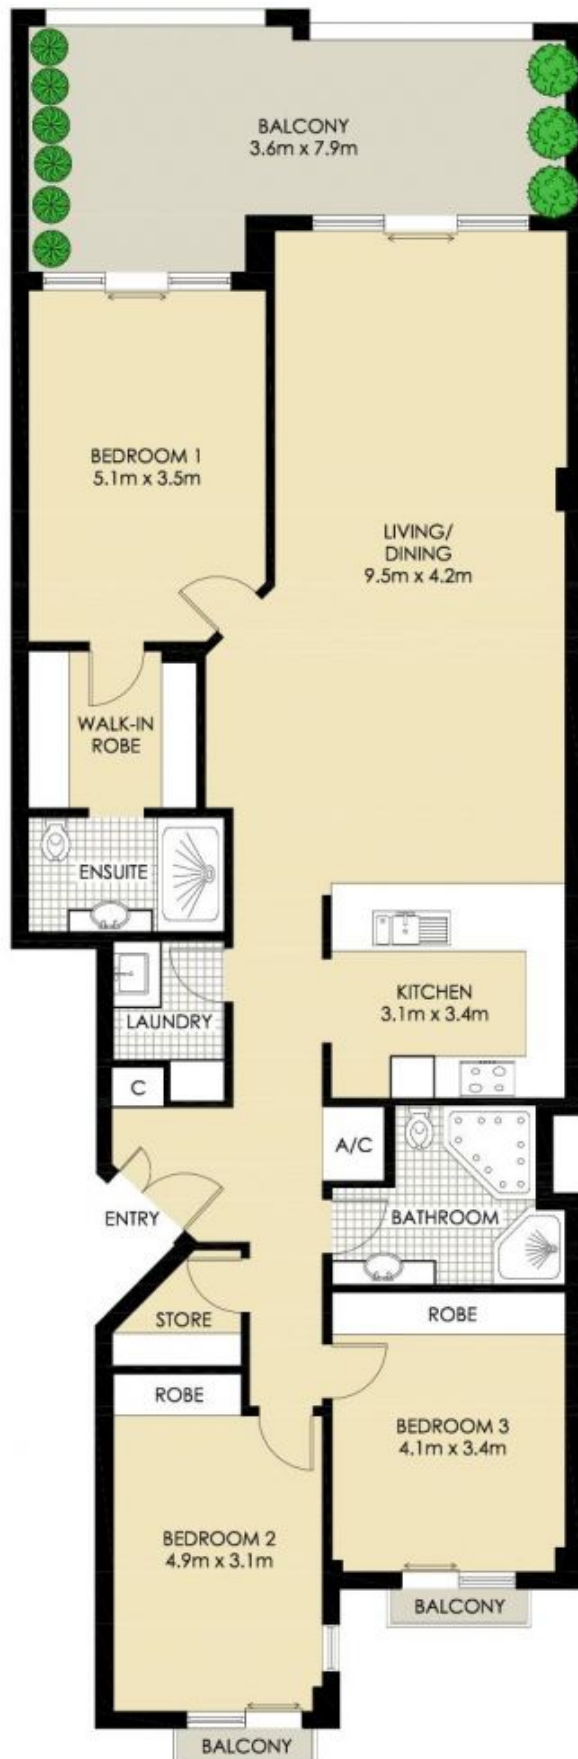 BALCONY
3.6m x 7.9m
BEDROOM 1
5.1m x 3.5m
LIVING/
DINING
9.5m x 4.2m
WALK-IN
ROBE
ENSUITE
LAUNDRY
KITCHEN
3.1m x 3.4m
C
A/C
ENTRY
BATHROOM
STORE
ROBE
ROBE
BEDROOM 3
4.1m x 3.4m
BEDROOM 2
4.9m x 3.1m
BALCONY
BALCONY